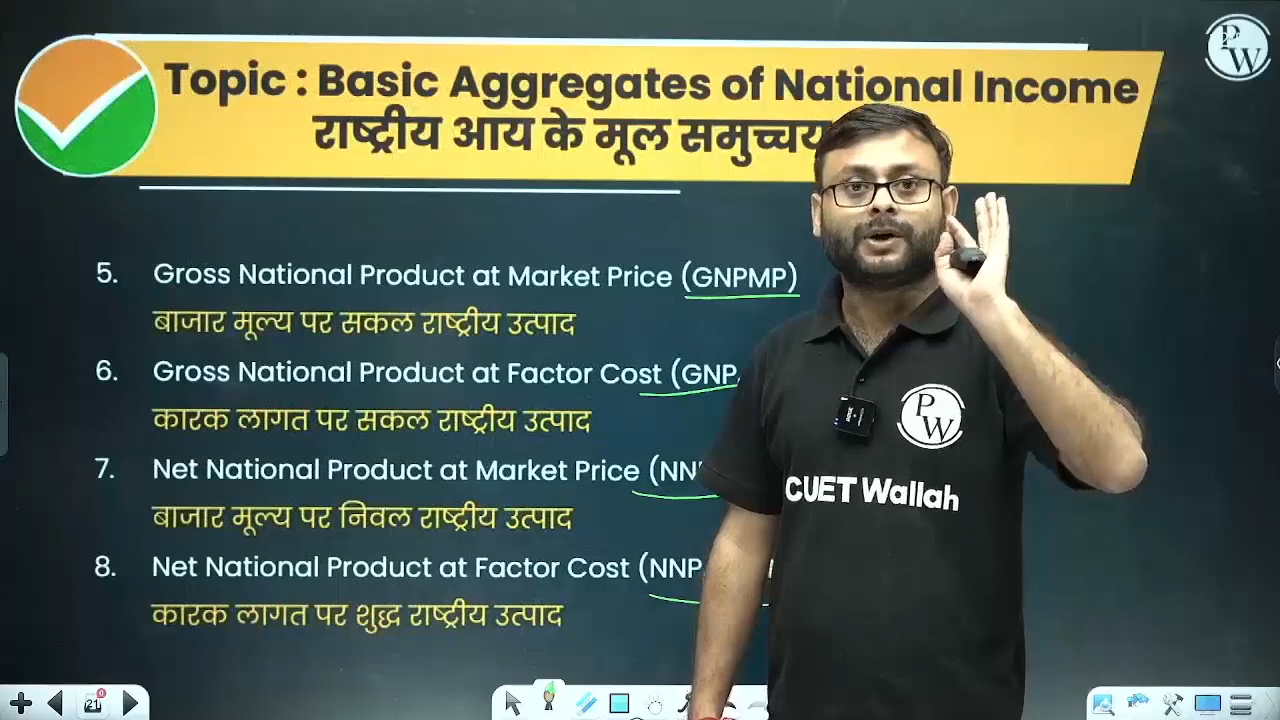 Topic : Basic Aggregates of National Income
राष्ट्रीय आय के मूल समुच्चय
PW
5. Gross National Product at Market Price (GNPMP)
बाजार मूल्य पर सकल राष्ट्रीय उत्पाद
6. Gross National Product at Factor Cost (GNP
कारक लागत पर सकल राष्ट्रीय उत्पाद
7. Net National Product at Market Price (NN
बाजार मूल्य पर निवल राष्ट्रीय उत्पाद
8. Net National Product at Factor Cost (NNP
कारक लागत पर शुद्ध राष्ट्रीय उत्पाद
PW
CUET Wallah
21